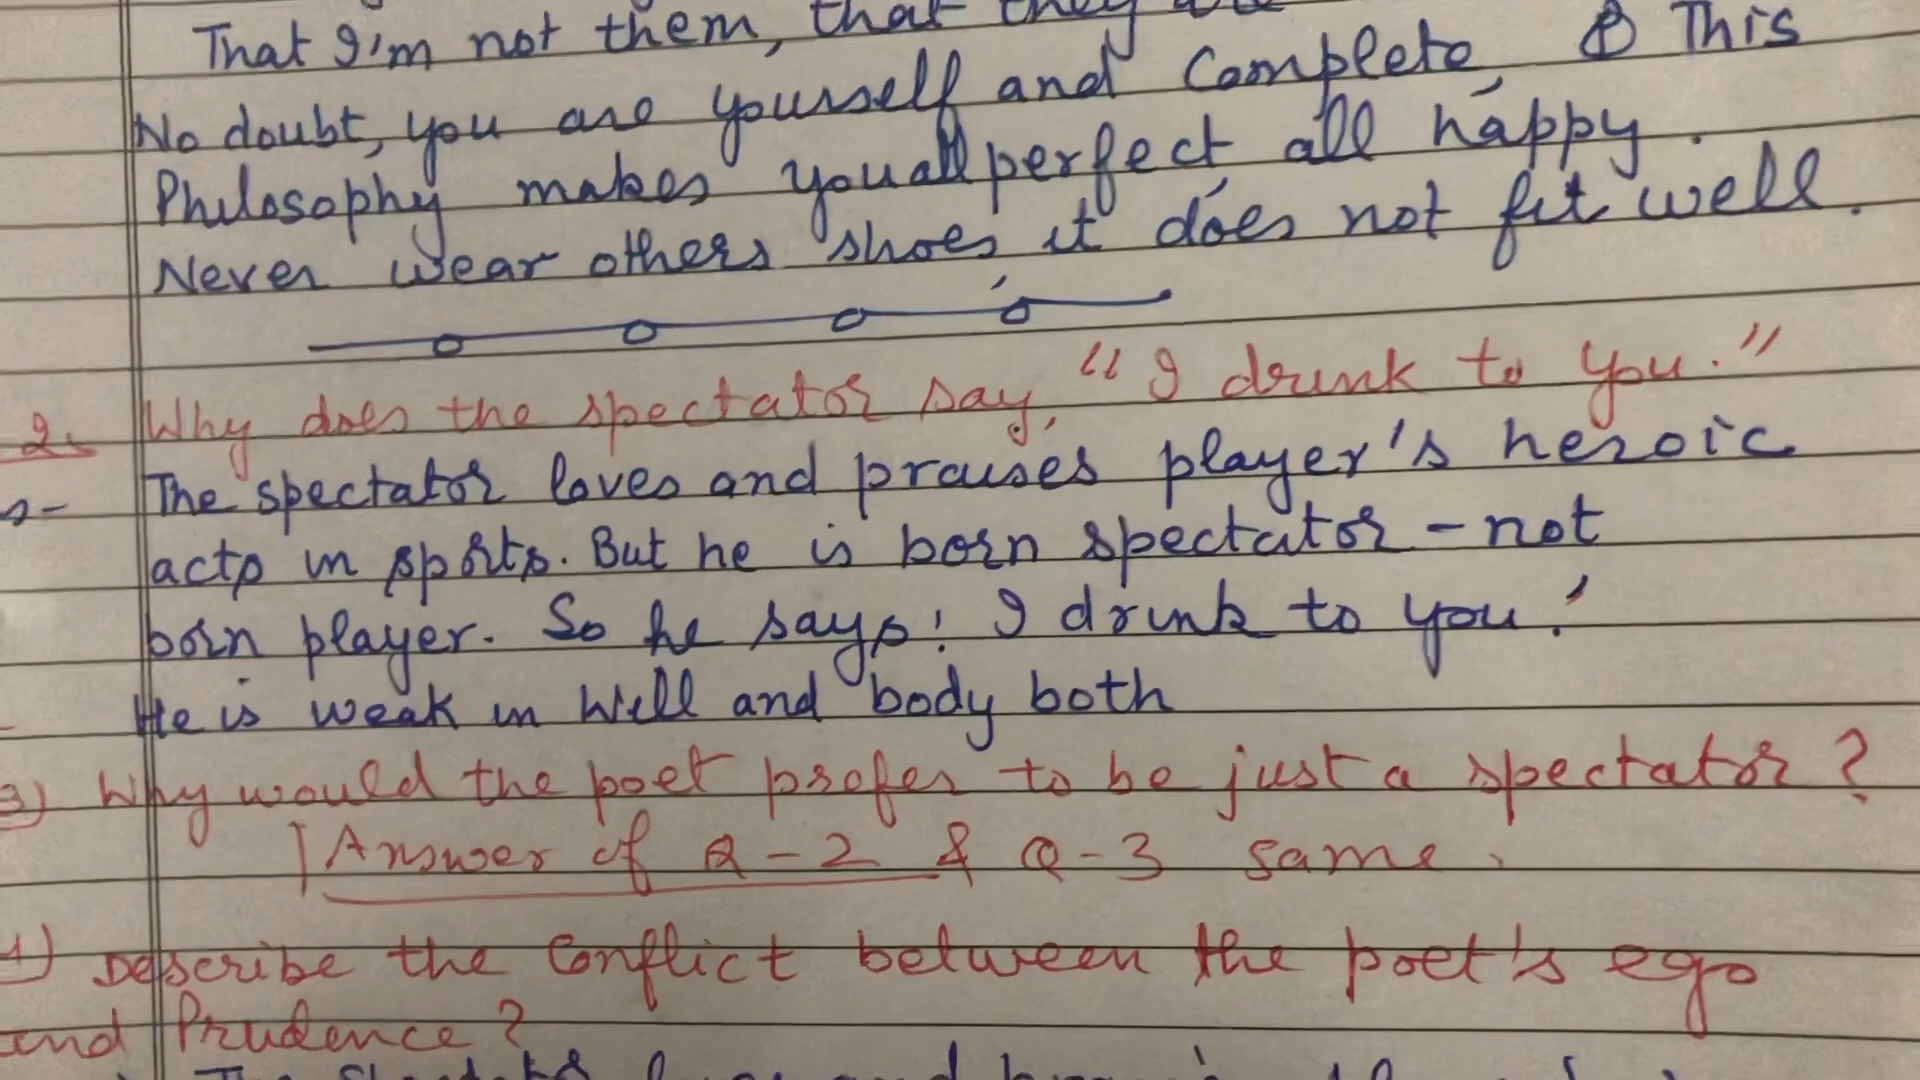 That I'm not them, that they are
No doubt, you are yourself and Complete, This
Philosophy makes you all perfect, all happy.
Never wear others shoes, it does not fit well.
2. Why does the spectator say, "I drink to you."
The spectator loves and praises player's heroic
acts in sports. But he is born spectator - not
born player. So he says: I drink to you!
He is weak in Will and body both
3) Why would the poet prefer to be just a spectator?
Answer of Q-2 & Q-3 same.
4) Describe the Conflict between the poet's ego
and Prudence?